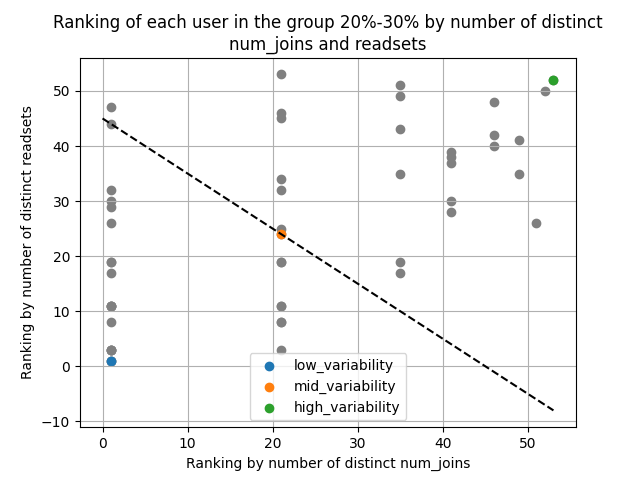 Ranking of each user in the group 20%-30% by number of distinct
num_joins and readsets
Ranking by number of distinct readsets
50
40
30
20
10
0
−10
low_variability
mid_variability
high_variability
0 10 20 30 40 50
Ranking by number of distinct num_joins